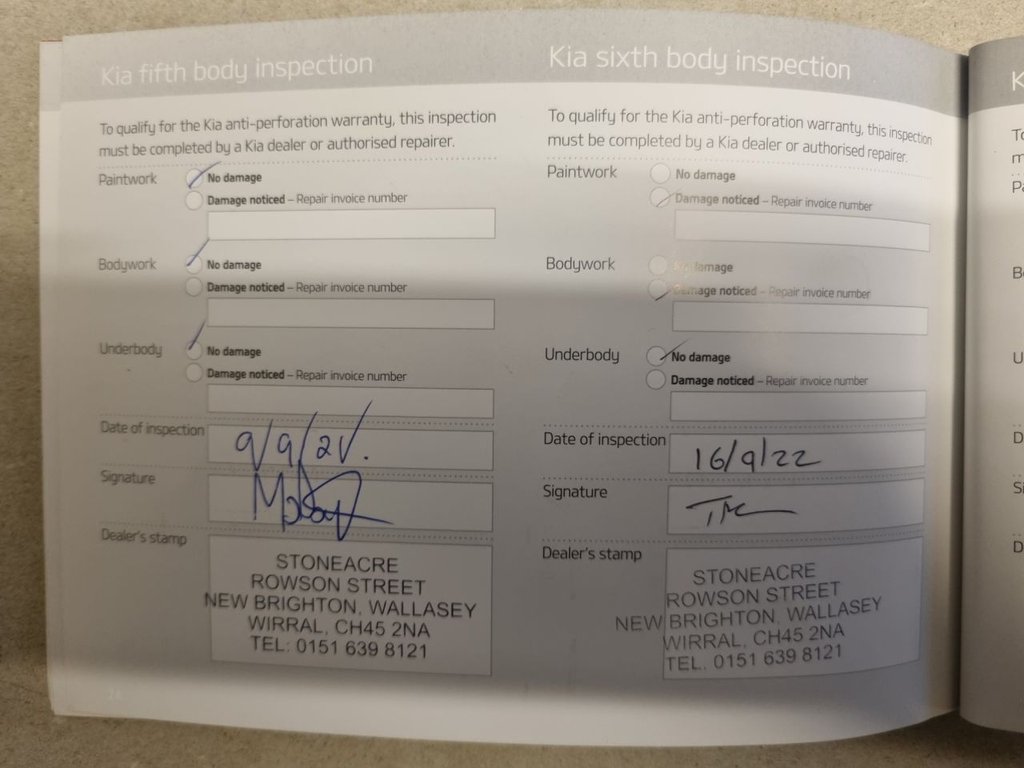 Kia fifth body inspection
To qualify for the Kia anti-perforation warranty, this inspection
must be completed by a Kia dealer or authorised repairer.
Paintwork
No damage
Damage noticed – Repair invoice number
Bodywork
No damage
Damage noticed – Repair invoice number
Underbody
No damage
Damage noticed – Repair invoice number
Date of inspection
9/9/21.
Signature
Dealer's stamp
STONEACRE
ROWSON STREET
NEW BRIGHTON, WALLASEY
WIRRAL, CH45 2NA
TEL: 0151 639 8121
Kia sixth body inspection
To qualify for the Kia anti-perforation warranty, this inspection
must be completed by a Kia dealer or authorised repairer.
Paintwork
No damage
Damage noticed – Repair invoice number
Bodywork
No damage
Damage noticed – Repair invoice number
Underbody
No damage
Damage noticed – Repair invoice number
Date of inspection
16/9/22
Signature
Dealer's stamp
STONEACRE
ROWSON STREET
NEW BRIGHTON, WALLASEY
WIRRAL, CH45 2NA
TEL. 0151 639 8121